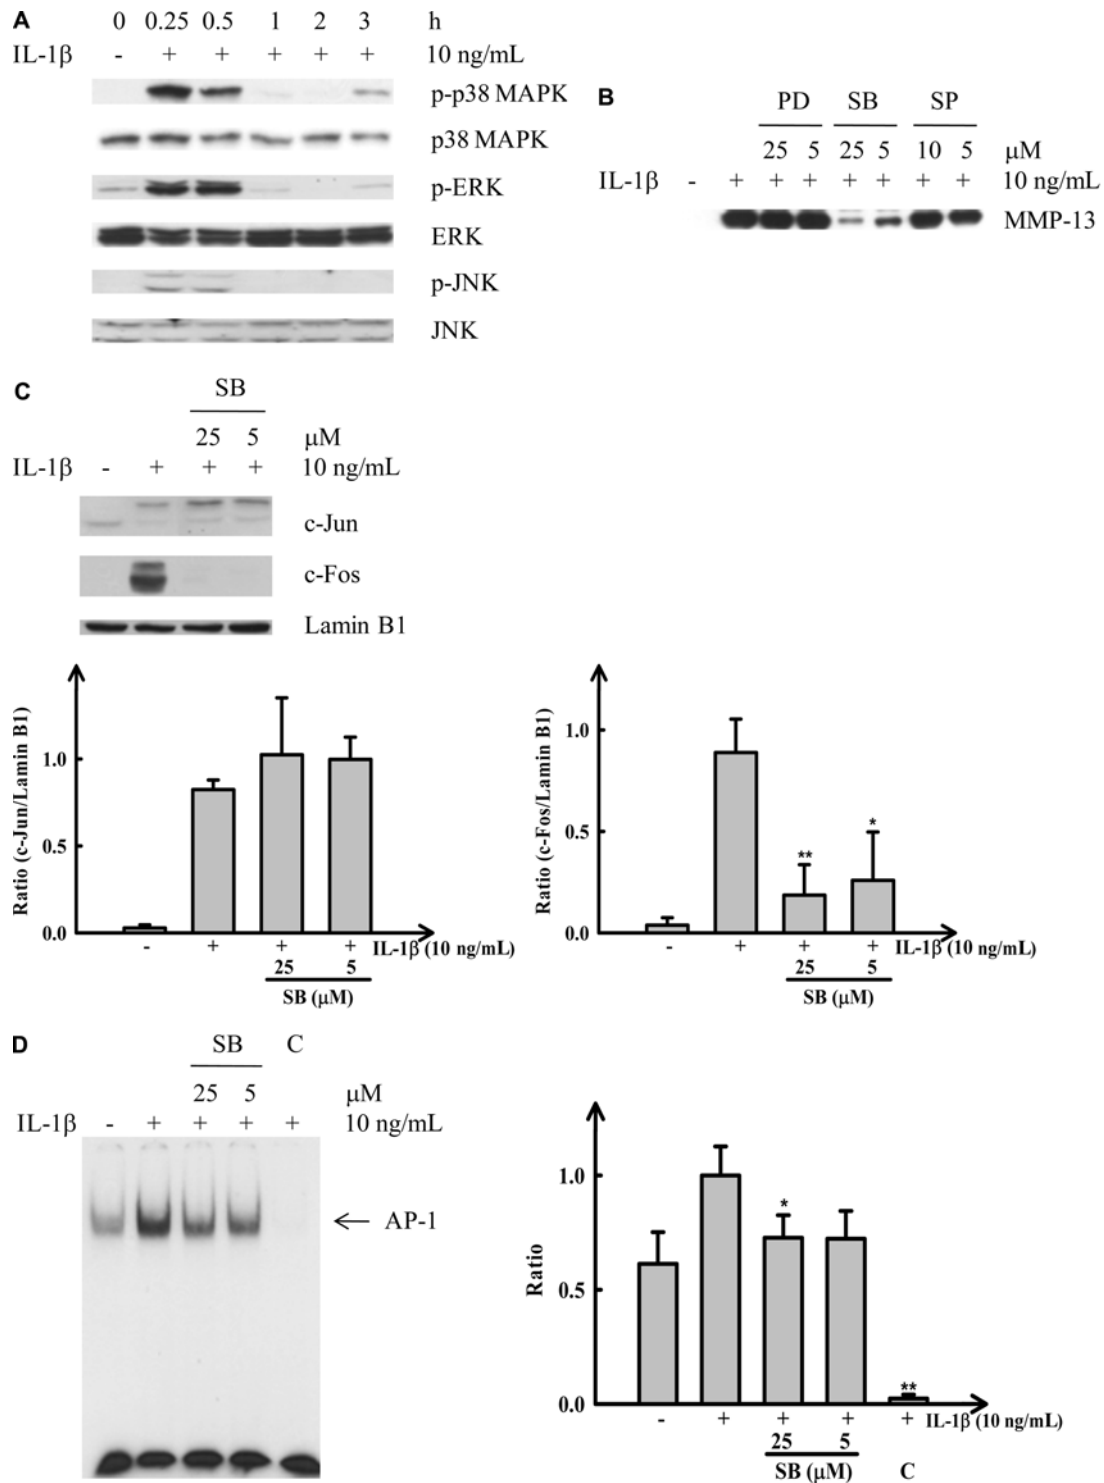 A
0 0.25 0.5 1 2 3 h
IL-1β - + + + + + 10 ng/mL
p-p38 MAPK
p38 MAPK
p-ERK
ERK
p-JNK
JNK
B
PD SB SP
25 5 25 5 10 5 μM
IL-1β - + + + + + + + 10 ng/mL
MMP-13
C
SB
25 5 μM
IL-1β - + + + 10 ng/mL
c-Jun
c-Fos
Lamin B1
Ratio (c-Jun/Lamin B1)
1.0
0.5
0.0
- + + + IL-1β (10 ng/mL)
25 5
SB (μM)
Ratio (c-Fos/Lamin B1)
1.0
0.5
0.0
** *
- + + + IL-1β (10 ng/mL)
25 5
SB (μM)
D
SB C
25 5 μM
IL-1β - + + + + 10 ng/mL
← AP-1
Ratio
1.0
0.5
0.0
* **
- + + + + IL-1β (10 ng/mL)
25 5
SB (μM) C